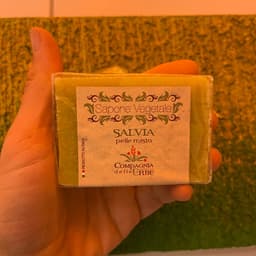 Sapone Vegetale
SALVIA
pelle mista
COMPAGNIA
delle ERBE